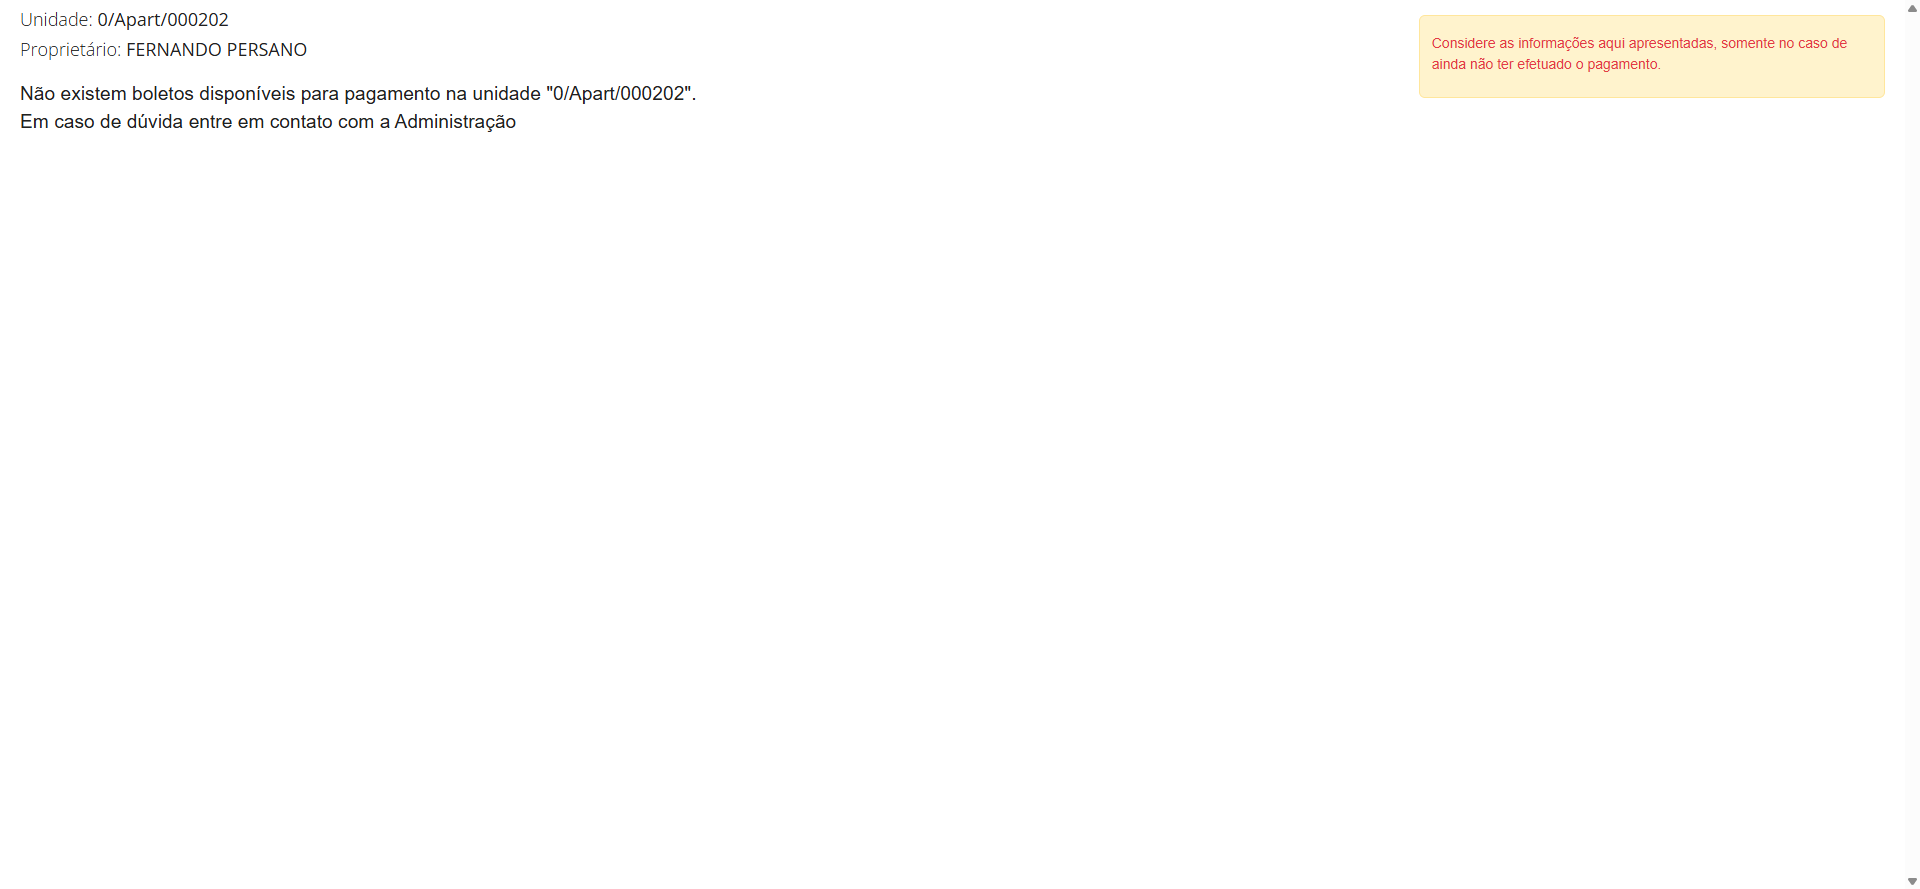 Unidade: 0/Apart/000202
Proprietário: FERNANDO PERSANO
Não existem boletos disponíveis para pagamento na unidade "0/Apart/000202".
Em caso de dúvida entre em contato com a Administração
Considere as informações aqui apresentadas, somente no caso de
ainda não ter efetuado o pagamento.